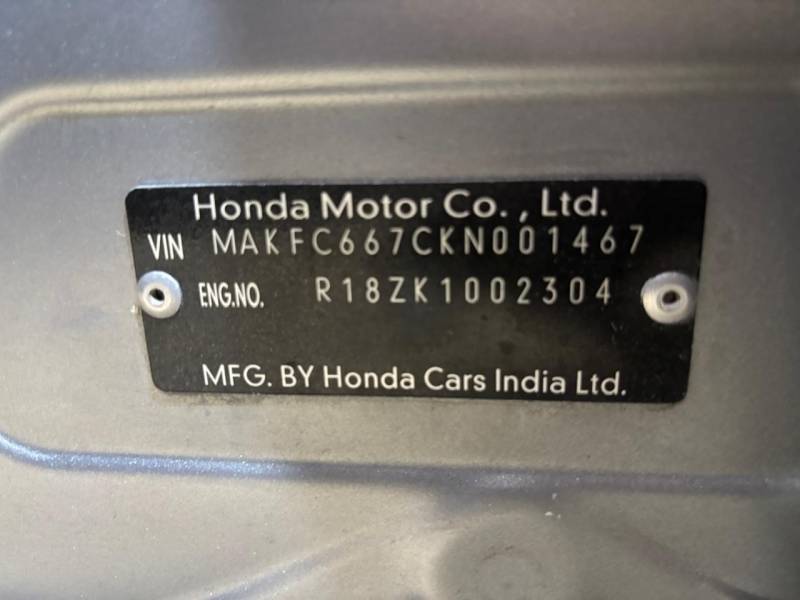 Honda Motor Co., Ltd.
VIN MAKFC667CKN001467
ENG.NO. R18ZK1002304
MFG. BY Honda Cars India Ltd.